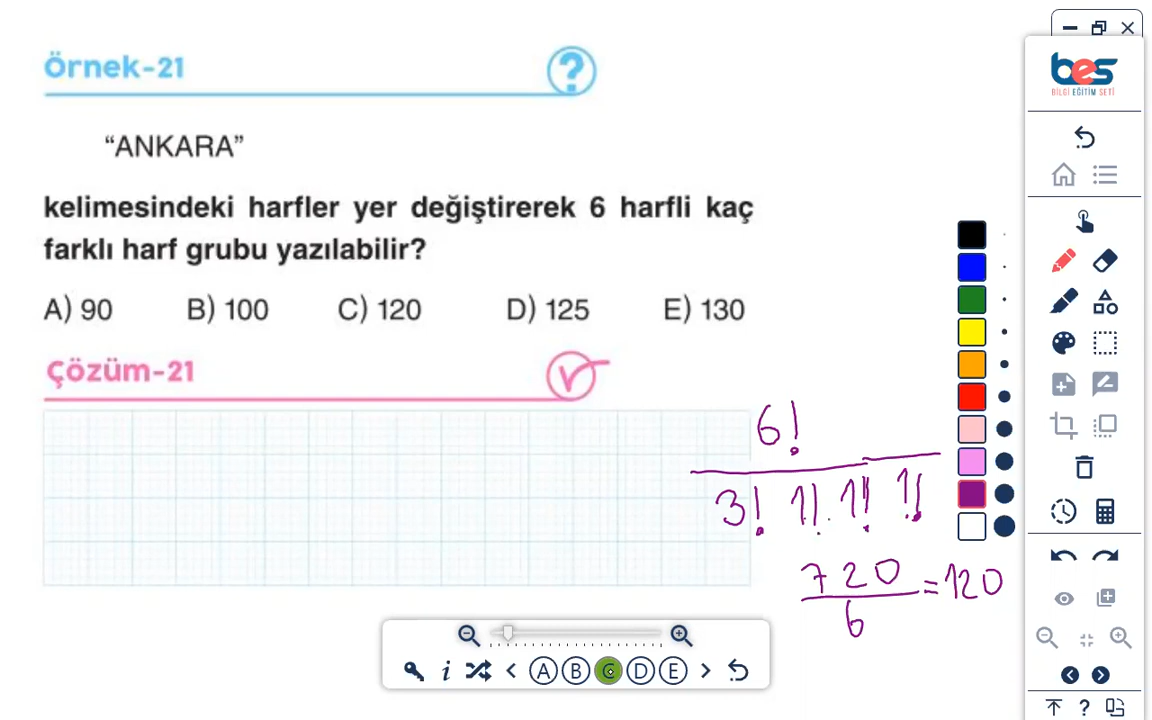 Örnek-21
?
“ANKARA”
kelimesindeki harfler yer değiştirerek 6 harfli kaç
farklı harf grubu yazılabilir?
A) 90 B) 100 C) 120 D) 125 E) 130
Çözüm-21
6!
3! 1!. 1! 1!
720
6
=120
i A B C D E
bes
BİLGİ EĞİTİM SETİ
?